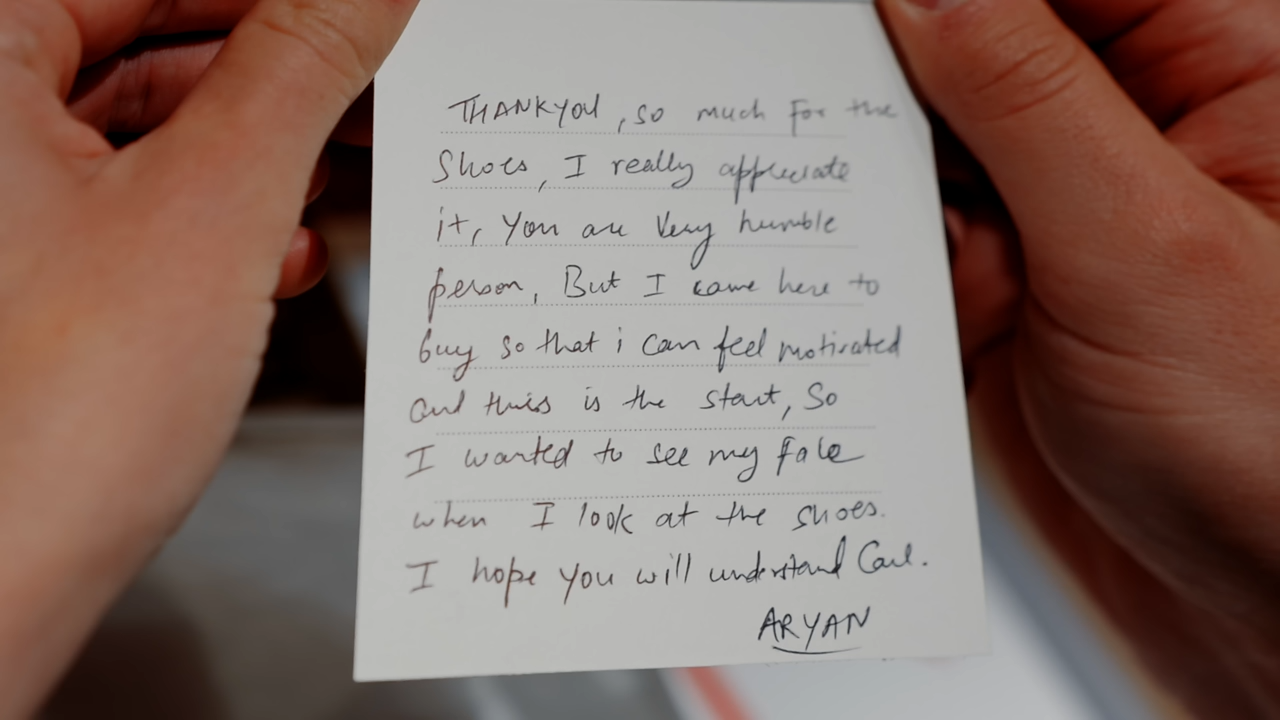 THANKYOU, so much for the
Shoes, I really appreciate
it, You are Very humble
person, But I came here to
buy so that i can feel motivated
and this is the start, So
I wanted to see my face
when I look at the shoes.
I hope you will understand Carl.
ARYAN